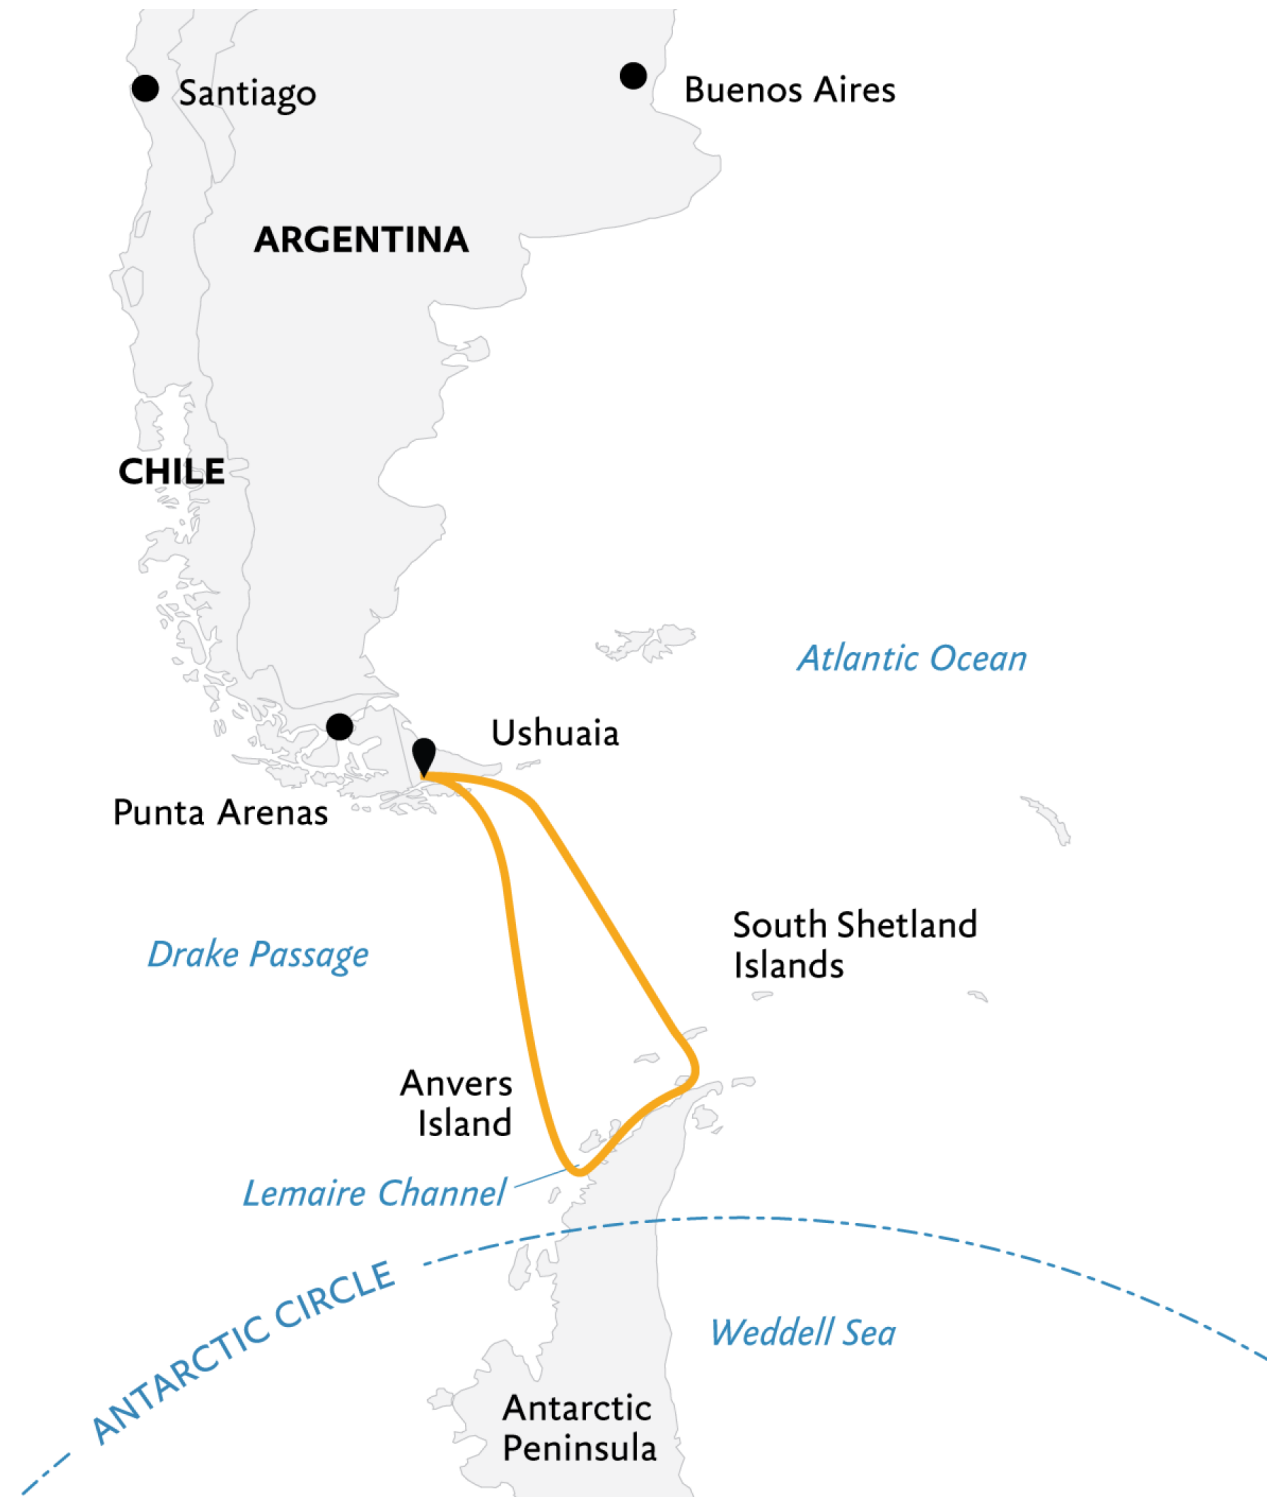 Santiago
Buenos Aires
ARGENTINA
CHILE
Atlantic Ocean
Ushuaia
Punta Arenas
South Shetland
Islands
Drake Passage
Anvers
Island
Lemaire Channel
ANTARCTIC CIRCLE
Weddell Sea
Antarctic
Peninsula